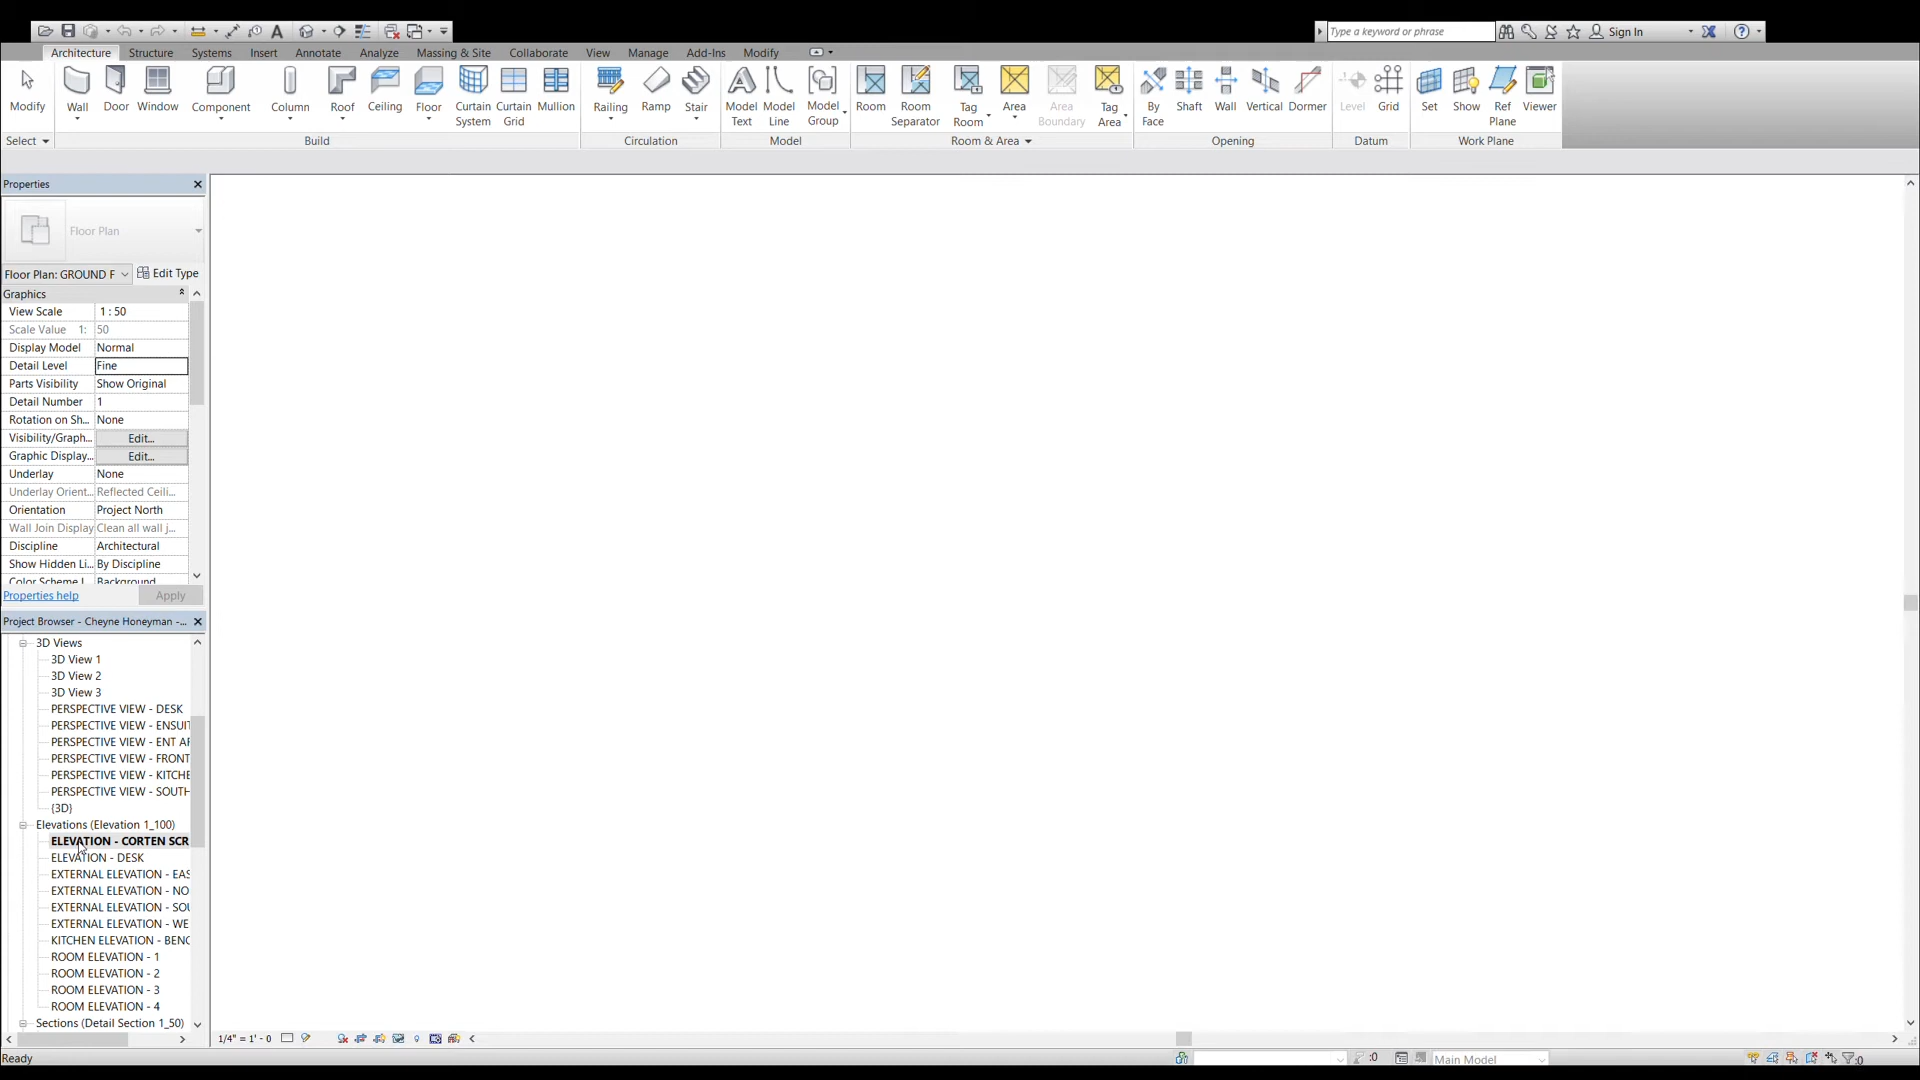 Type a keyword or phrase
Sign In
Architecture Structure Systems Insert Annotate Analyze Massing & Site Collaborate View Manage Add-Ins Modify
Modify Wall Door Window Component Column Roof Ceiling Floor Curtain System Curtain Grid Mullion Railing Ramp Stair Model Text Model Line Model Group Room Room Separator Tag Room Area Area Boundary Tag Area By Face Shaft Wall Vertical Dormer Level Grid Set Show Ref Plane Viewer
Select Build Circulation Model Room & Area Opening Datum Work Plane
Properties
Floor Plan
Floor Plan: GROUND F Edit Type
Graphics
View Scale 1 : 50
Scale Value 1: 50
Display Model Normal
Detail Level Fine
Parts Visibility Show Original
Detail Number 1
Rotation on Sh... None
Visibility/Graph... Edit...
Graphic Display... Edit...
Underlay None
Underlay Orient... Reflected Ceili...
Orientation Project North
Wall Join Display Clean all wall j...
Discipline Architectural
Show Hidden Li... By Discipline
Color Scheme L Background
Properties help Apply
Project Browser - Cheyne Honeyman -...
3D Views
3D View 1
3D View 2
3D View 3
PERSPECTIVE VIEW - DESK
PERSPECTIVE VIEW - ENSUIT
PERSPECTIVE VIEW - ENT AR
PERSPECTIVE VIEW - FRONT
PERSPECTIVE VIEW - KITCHE
PERSPECTIVE VIEW - SOUTH
{3D}
Elevations (Elevation 1_100)
ELEVATION - CORTEN SCR
ELEVATION - DESK
EXTERNAL ELEVATION - EAS
EXTERNAL ELEVATION - NO
EXTERNAL ELEVATION - SOU
EXTERNAL ELEVATION - WE
KITCHEN ELEVATION - BENC
ROOM ELEVATION - 1
ROOM ELEVATION - 2
ROOM ELEVATION - 3
ROOM ELEVATION - 4
Sections (Detail Section 1_50)
1/4" = 1' - 0
Ready :0 Main Model :0